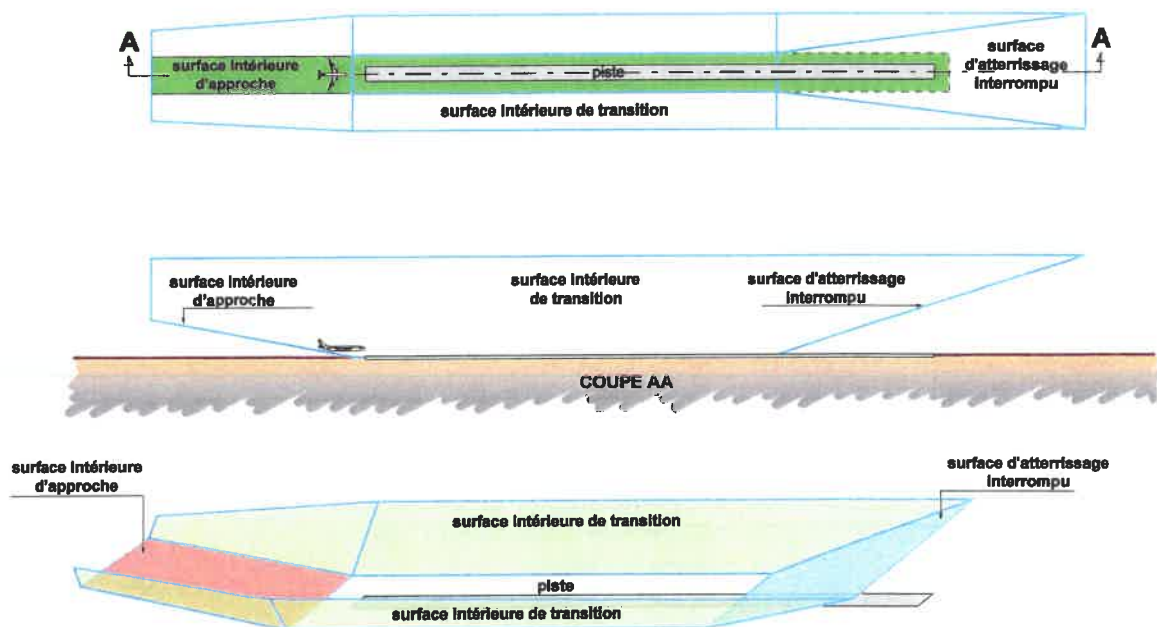 A
surface intérieure
d'approche
piste
surface
d'atterrissage
interrompu
A
surface intérieure de transition
surface intérieure
d'approche
surface intérieure
de transition
surface d'atterrissage
interrompu
COUPE AA
surface intérieure
d'approche
surface d'atterrissage
interrompu
surface intérieure de transition
piste
surface intérieure de transition